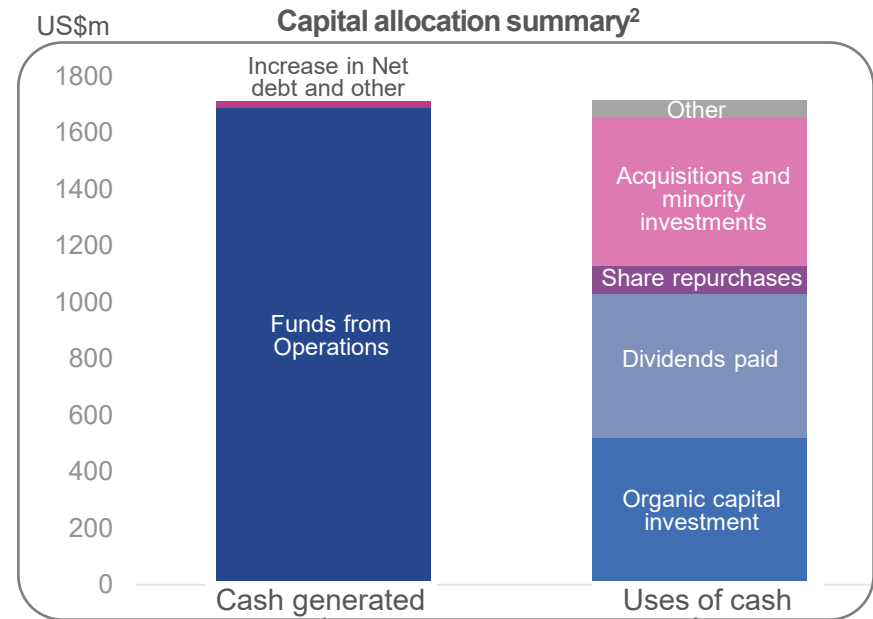 US$m
Capital allocation summary²
1800
1600
1400
1200
1000
800
600
400
200
0
Increase in Net
debt and other
Funds from
Operations
Cash generated
Other
Acquisitions and
minority
investments
Share repurchases
Dividends paid
Organic capital
investment
Uses of cash